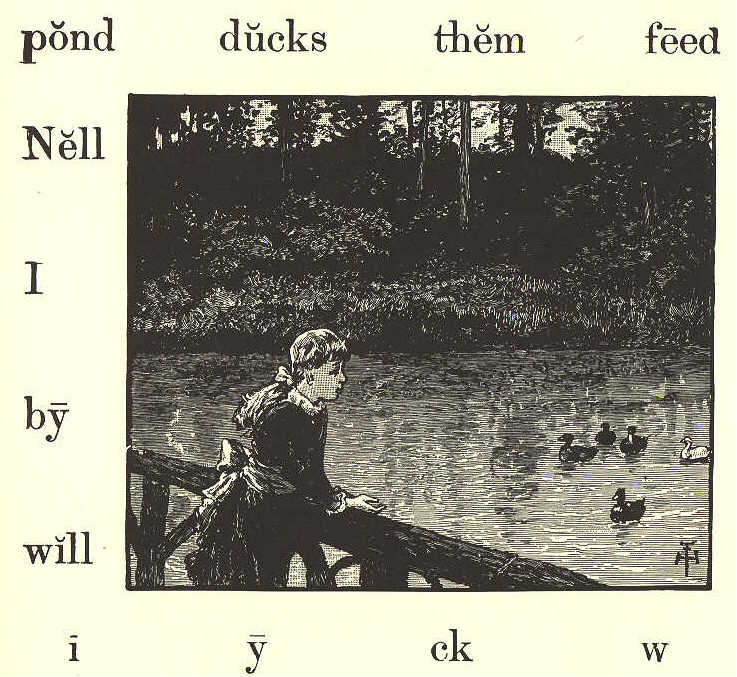 pŏnd dŭcks thĕm fēed
Nĕll
I
bȳ
wĭll
ī ȳ ck w